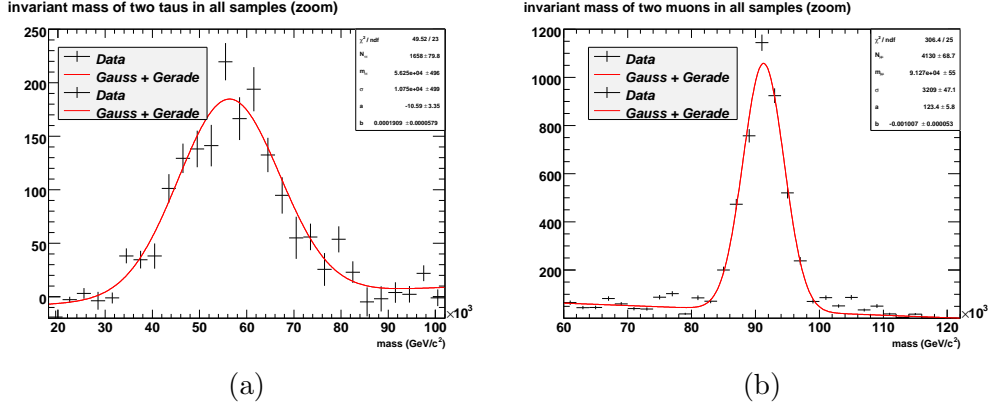 invariant mass of two taus in all samples (zoom)
250
200
150
100
50
0
20 30 40 50 60 70 80 90 100
×10³
mass (GeV/c²)
Data
Gauss + Gerade
Data
Gauss + Gerade
χ² / ndf 49.52 / 23
1658 ± 79.8
5.625e+04 ± 496
σ 1.075e+04 ± 499
a -10.59 ± 3.35
b 0.0001909 ± 0.0000579
(a)
invariant mass of two muons in all samples (zoom)
1200
1000
800
600
400
200
60 70 80 90 100 110 120
×10³
mass (GeV/c²)
Data
Gauss + Gerade
Data
Gauss + Gerade
χ² / ndf 306.4 / 25
4130 ± 68.7
9.127e+04 ± 55
σ 3209 ± 47.1
a 123.4 ± 5.8
b -0.001007 ± 0.000053
(b)